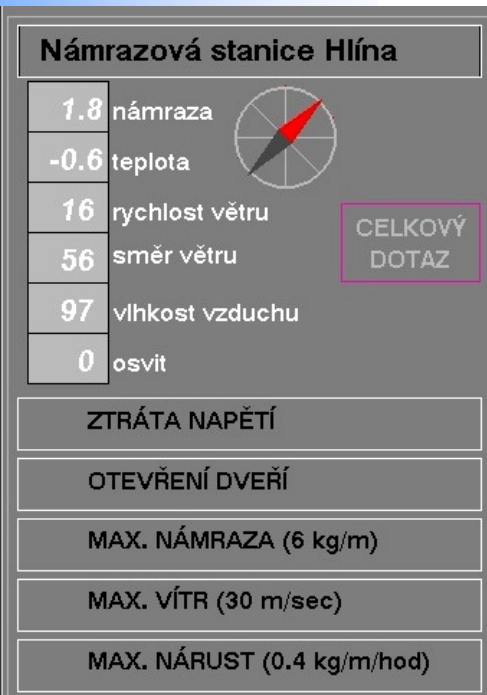 Námrazová stanice Hlína
1.8 námraza
-0.6 teplota
16 rychlost větru
56 směr větru
97 vlhkost vzduchu
0 osvit
CELKOVÝ
DOTAZ
ZTRÁTA NAPĚTÍ
OTEVŘENÍ DVEŘÍ
MAX. NÁMRAZA (6 kg/m)
MAX. VÍTR (30 m/sec)
MAX. NÁRUST (0.4 kg/m/hod)